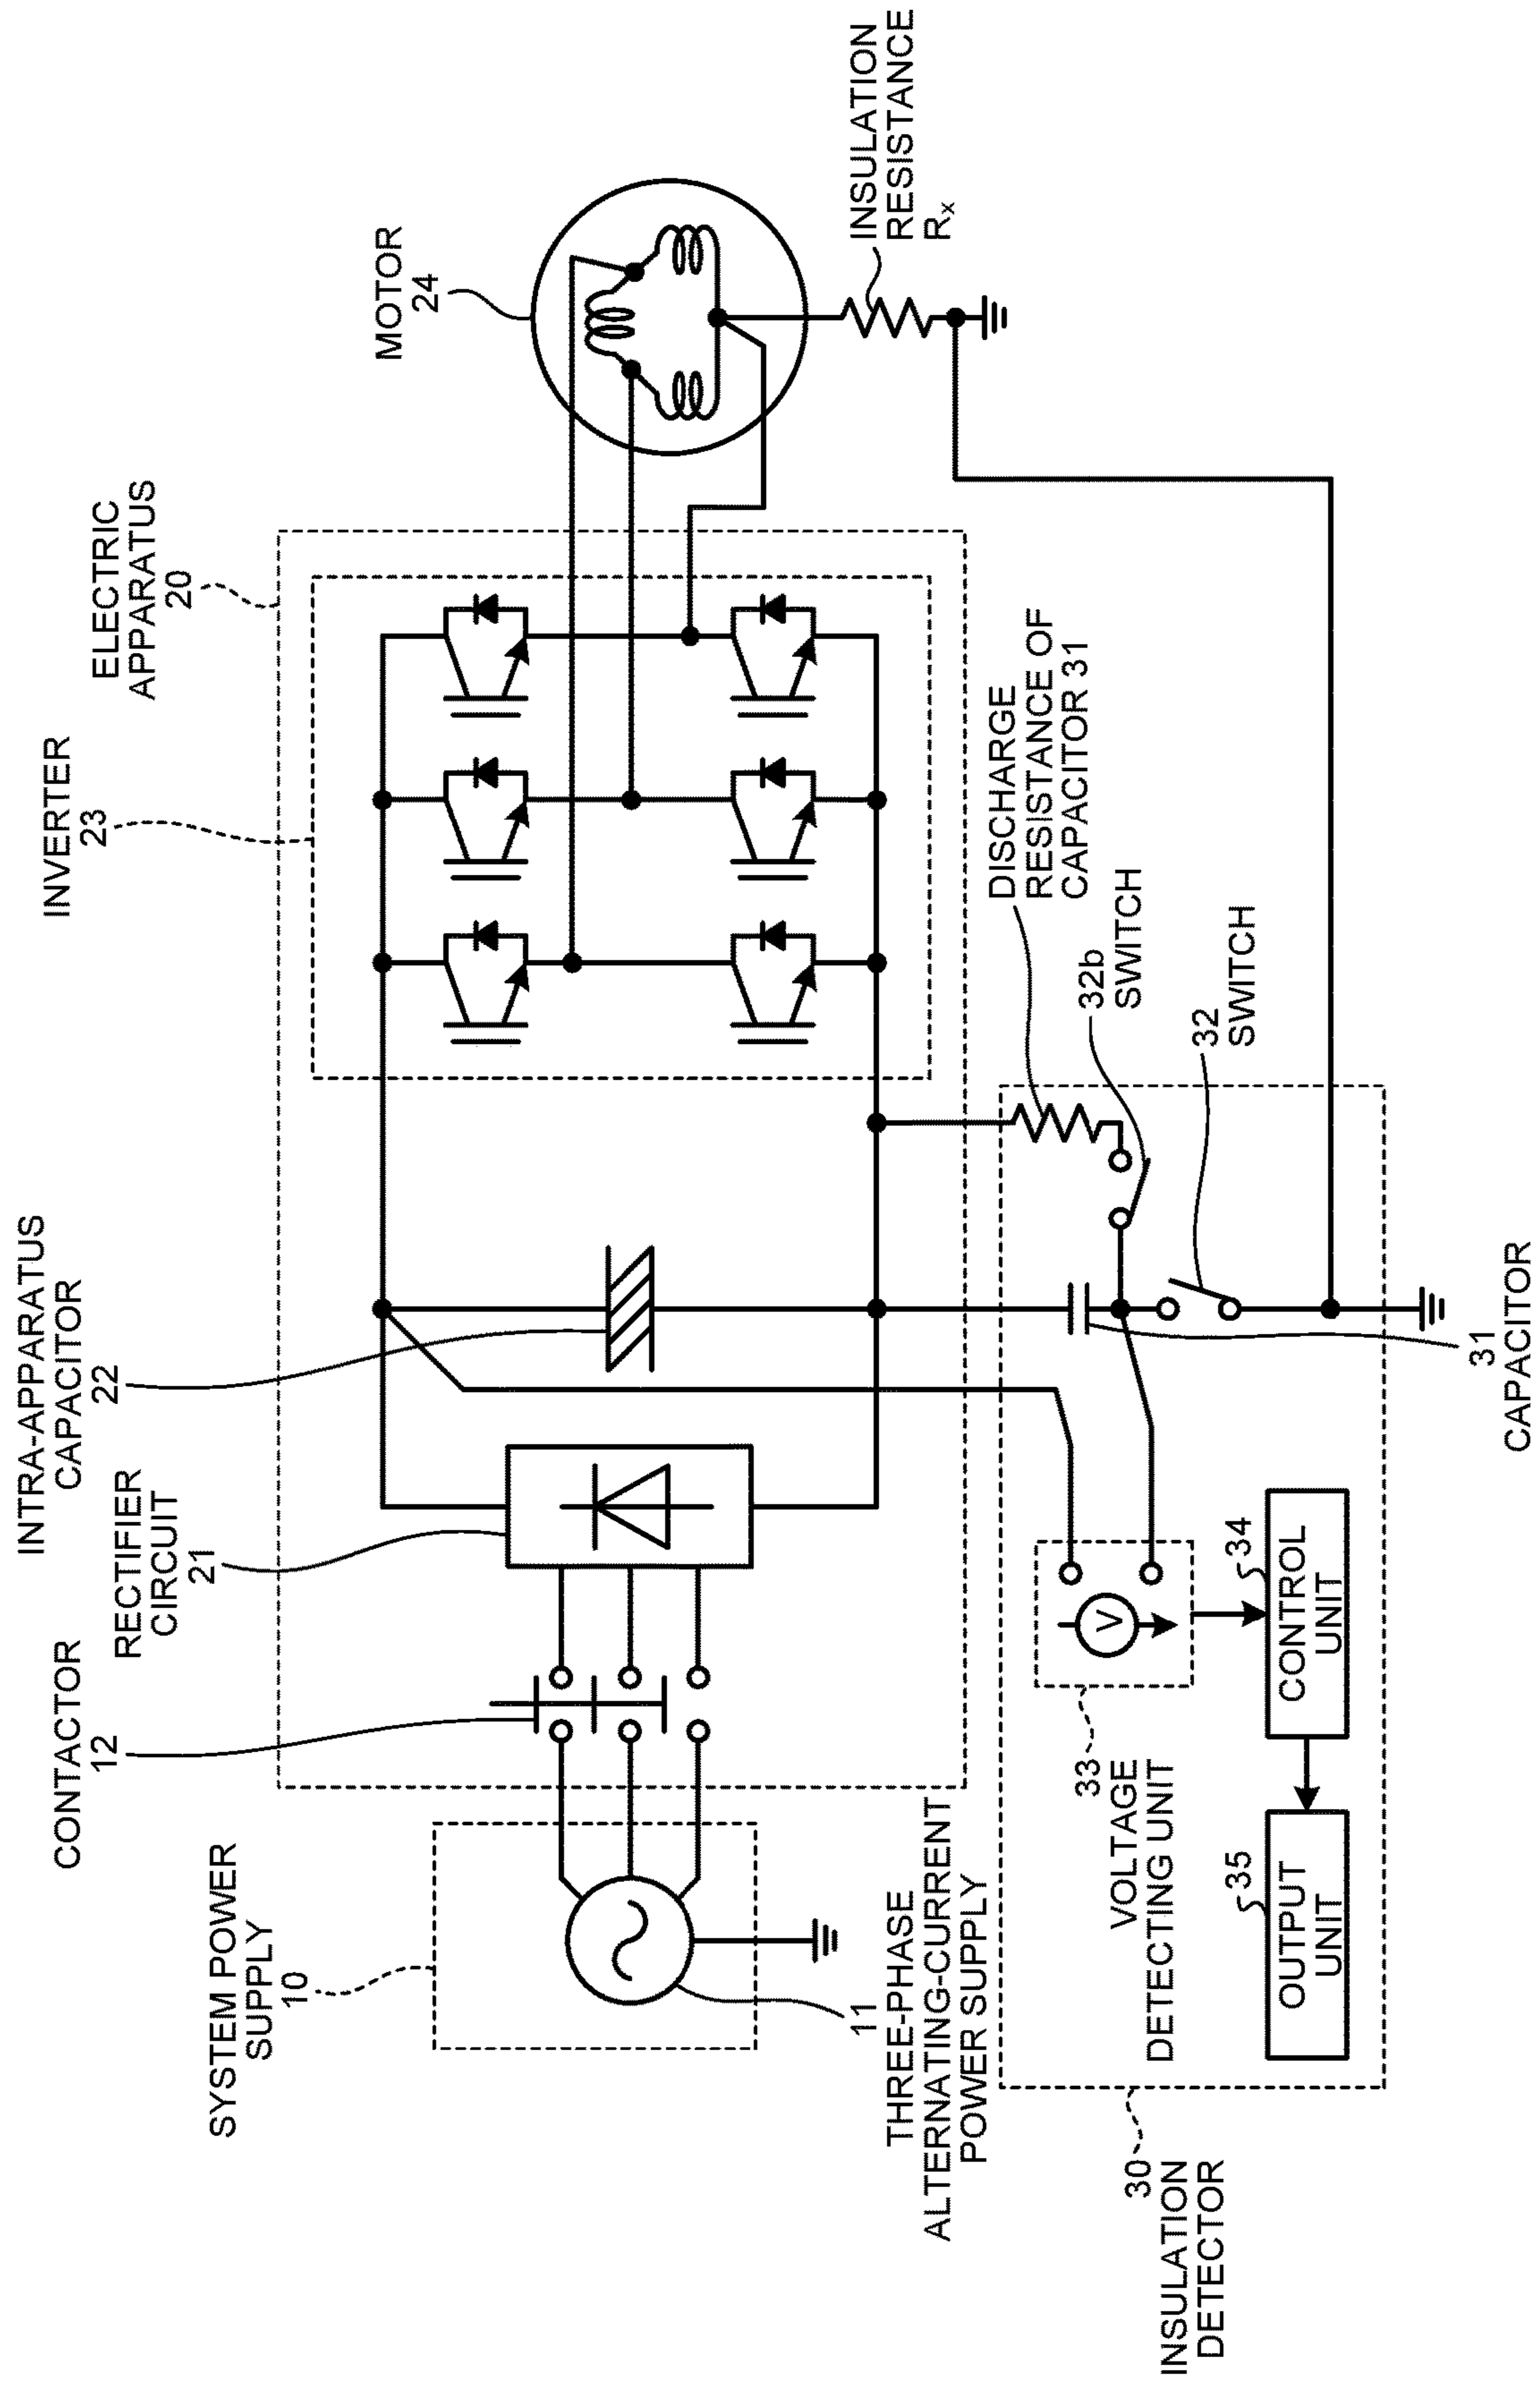 SYSTEM POWER
SUPPLY
10
CONTACTOR
12
RECTIFIER
CIRCUIT
21
INTRA-APPARATUS
CAPACITOR
22
INVERTER
23
ELECTRIC
APPARATUS
20
MOTOR
24
INSULATION
RESISTANCE
Rx
11
THREE-PHASE
ALTERNATING-CURRENT
POWER SUPPLY
DISCHARGE
RESISTANCE OF
CAPACITOR 31
32b
SWITCH
32
SWITCH
31
CAPACITOR
V
33
VOLTAGE
DETECTING UNIT
34
CONTROL
UNIT
35
OUTPUT
UNIT
30
INSULATION
DETECTOR